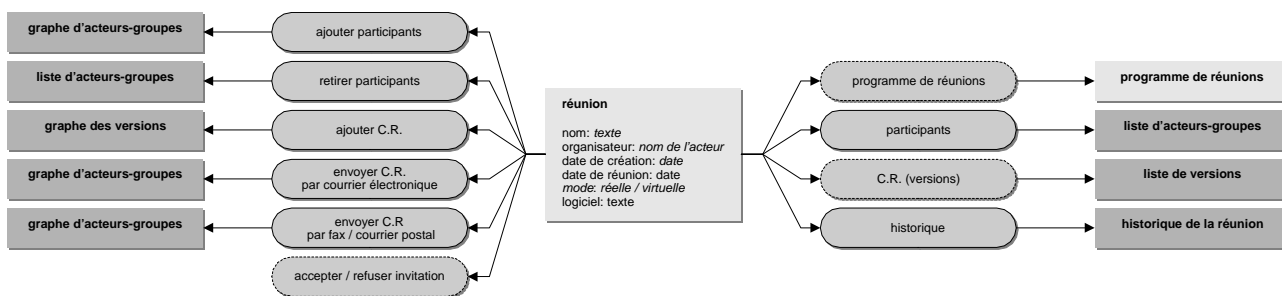 graphe d'acteurs-groupes
ajouter participants
liste d'acteurs-groupes
retirer participants
graphe des versions
ajouter C.R.
graphe d'acteurs-groupes
envoyer C.R.
par courrier électronique
graphe d'acteurs-groupes
envoyer C.R
par fax / courrier postal
accepter / refuser invitation
réunion
nom: texte
organisateur: nom de l'acteur
date de création: date
date de réunion: date
mode: réelle / virtuelle
logiciel: texte
programme de réunions
programme de réunions
participants
liste d'acteurs-groupes
C.R. (versions)
liste de versions
historique
historique de la réunion